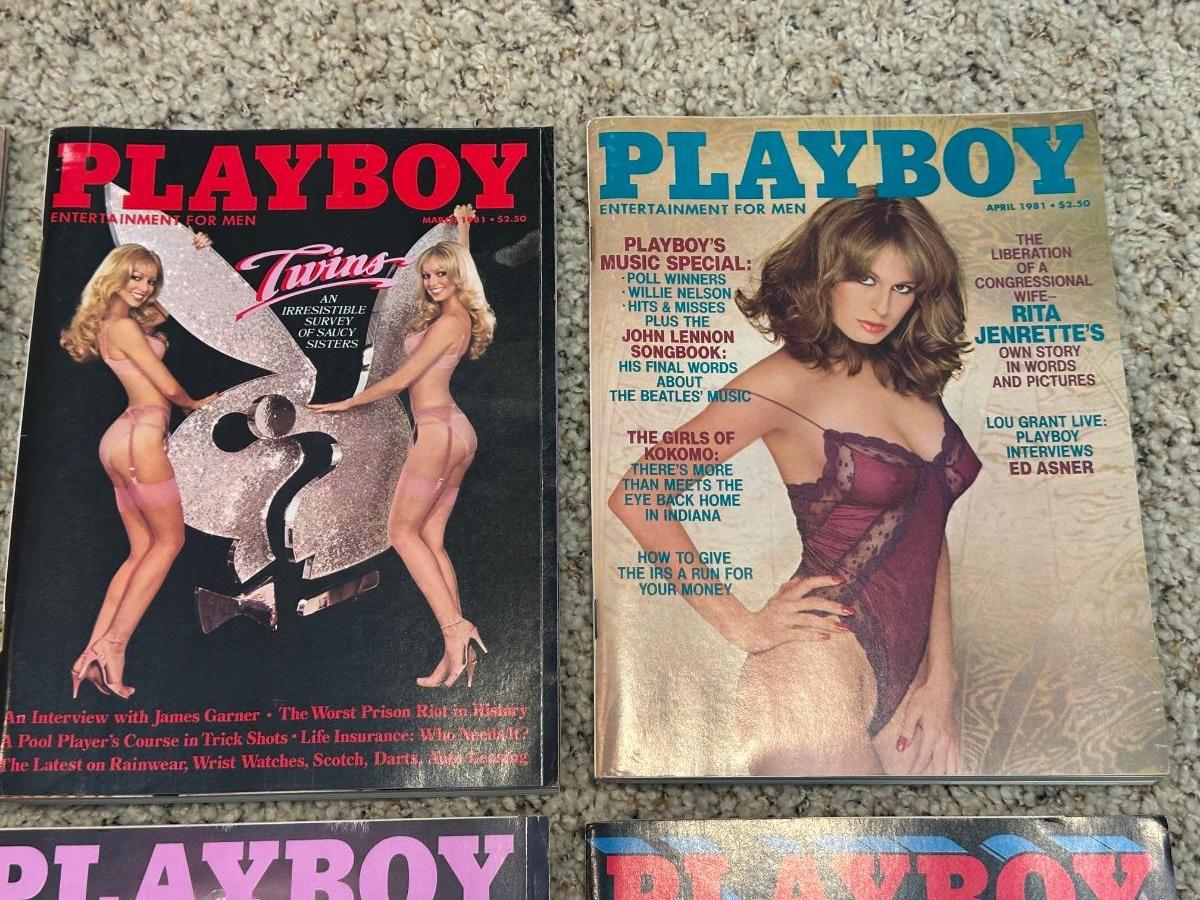 PLAYBOY
ENTERTAINMENT FOR MEN
MARCH 1981 • $2.50
Twins
AN
IRRESISTIBLE
SURVEY
OF SAUCY
SISTERS
An Interview with James Garner • The Worst Prison Riot in History
A Pool Player's Course in Trick Shots • Life Insurance: Who Needs It?
The Latest on Rainwear, Wrist Watches, Scotch, Darts, Auto Leasing
PLAYBOY
ENTERTAINMENT FOR MEN
APRIL 1981 • $2.50
PLAYBOY'S
MUSIC SPECIAL:
·POLL WINNERS
·WILLIE NELSON
·HITS & MISSES
PLUS THE
JOHN LENNON
SONGBOOK:
HIS FINAL WORDS
ABOUT
THE BEATLES' MUSIC
THE GIRLS OF
KOKOMO:
THERE'S MORE
THAN MEETS THE
EYE BACK HOME
IN INDIANA
HOW TO GIVE
THE IRS A RUN FOR
YOUR MONEY
THE
LIBERATION
OF A
CONGRESSIONAL
WIFE—
RITA
JENRETTE'S
OWN STORY
IN WORDS
AND PICTURES
LOU GRANT LIVE:
PLAYBOY
INTERVIEWS
ED ASNER
PLAYBOY
PLAYBOY